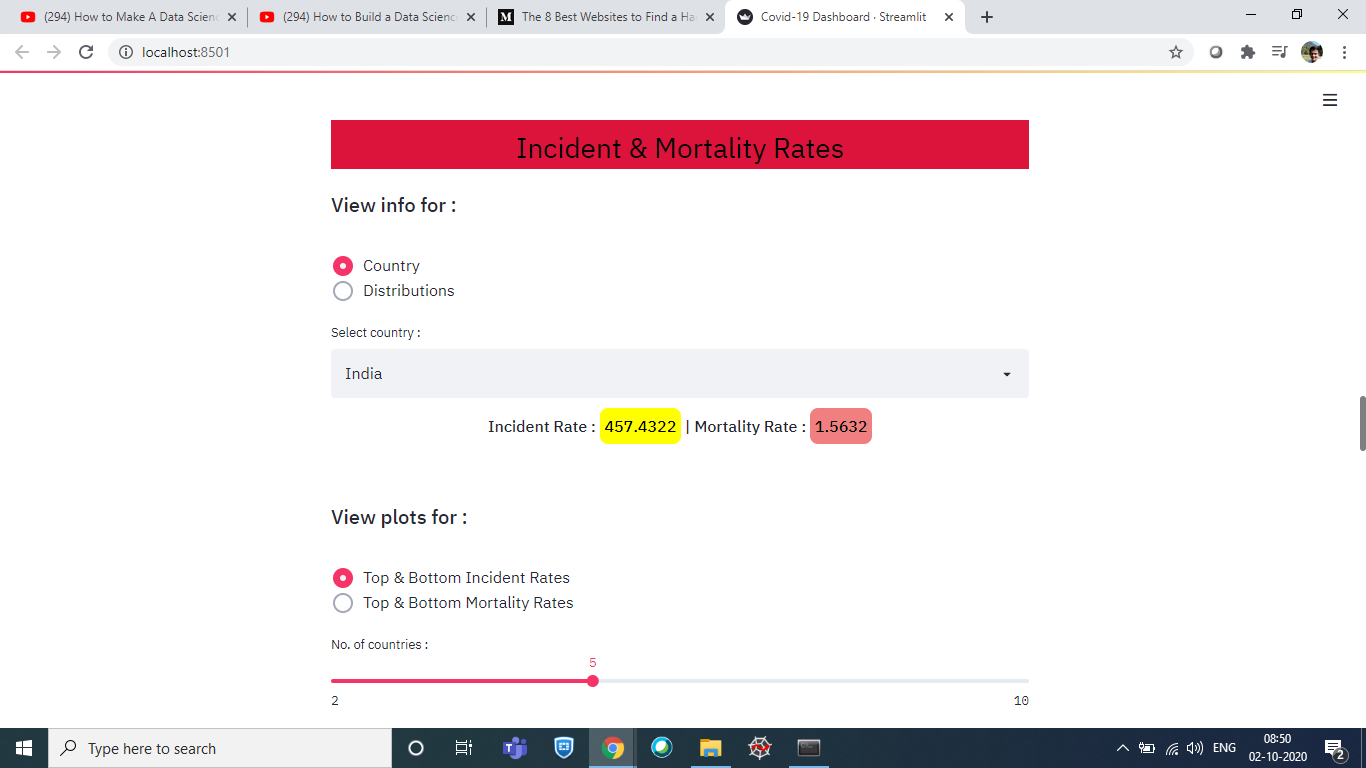 (294) How to Make A Data Scienc
(294) How to Build a Data Science
The 8 Best Websites to Find a Ha
Covid-19 Dashboard · Streamlit
localhost:8501
Incident & Mortality Rates
View info for :
Country
Distributions
Select country :
India
Incident Rate : 457.4322 | Mortality Rate : 1.5632
View plots for :
Top & Bottom Incident Rates
Top & Bottom Mortality Rates
No. of countries :
5
2 10
Type here to search
ENG
08:50
02-10-2020
2